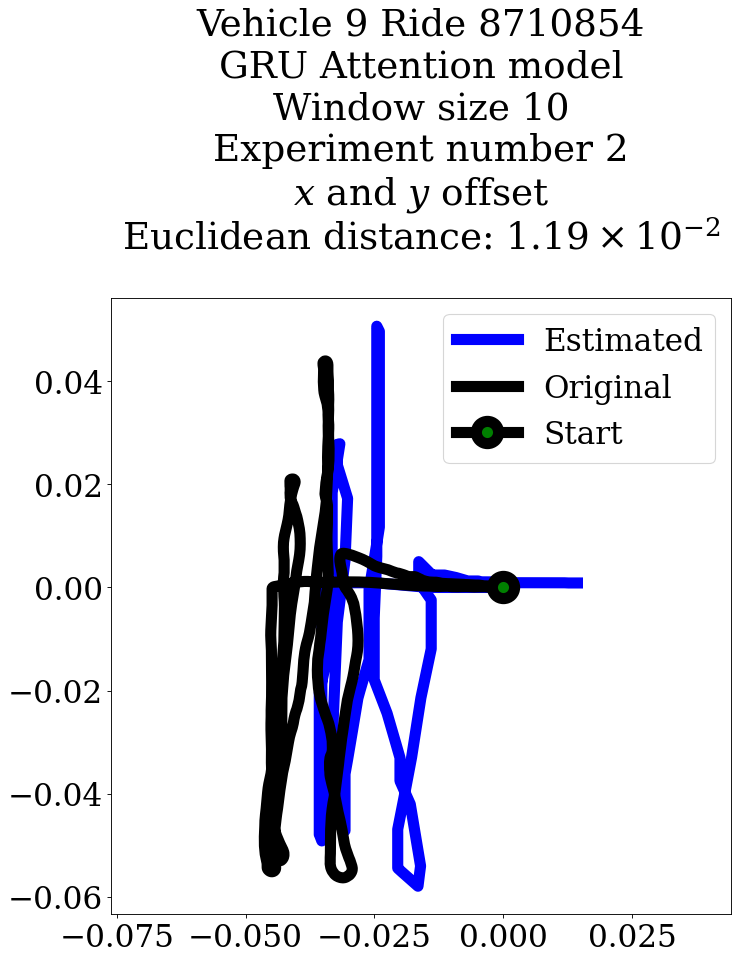 Vehicle 9 Ride 8710854
GRU Attention model
Window size 10
Experiment number 2
x and y offset
Euclidean distance: 1.19 × 10⁻²
Estimated
Original
Start
0.04
0.02
0.00
−0.02
−0.04
−0.06
−0.075 −0.050 −0.025 0.000 0.025